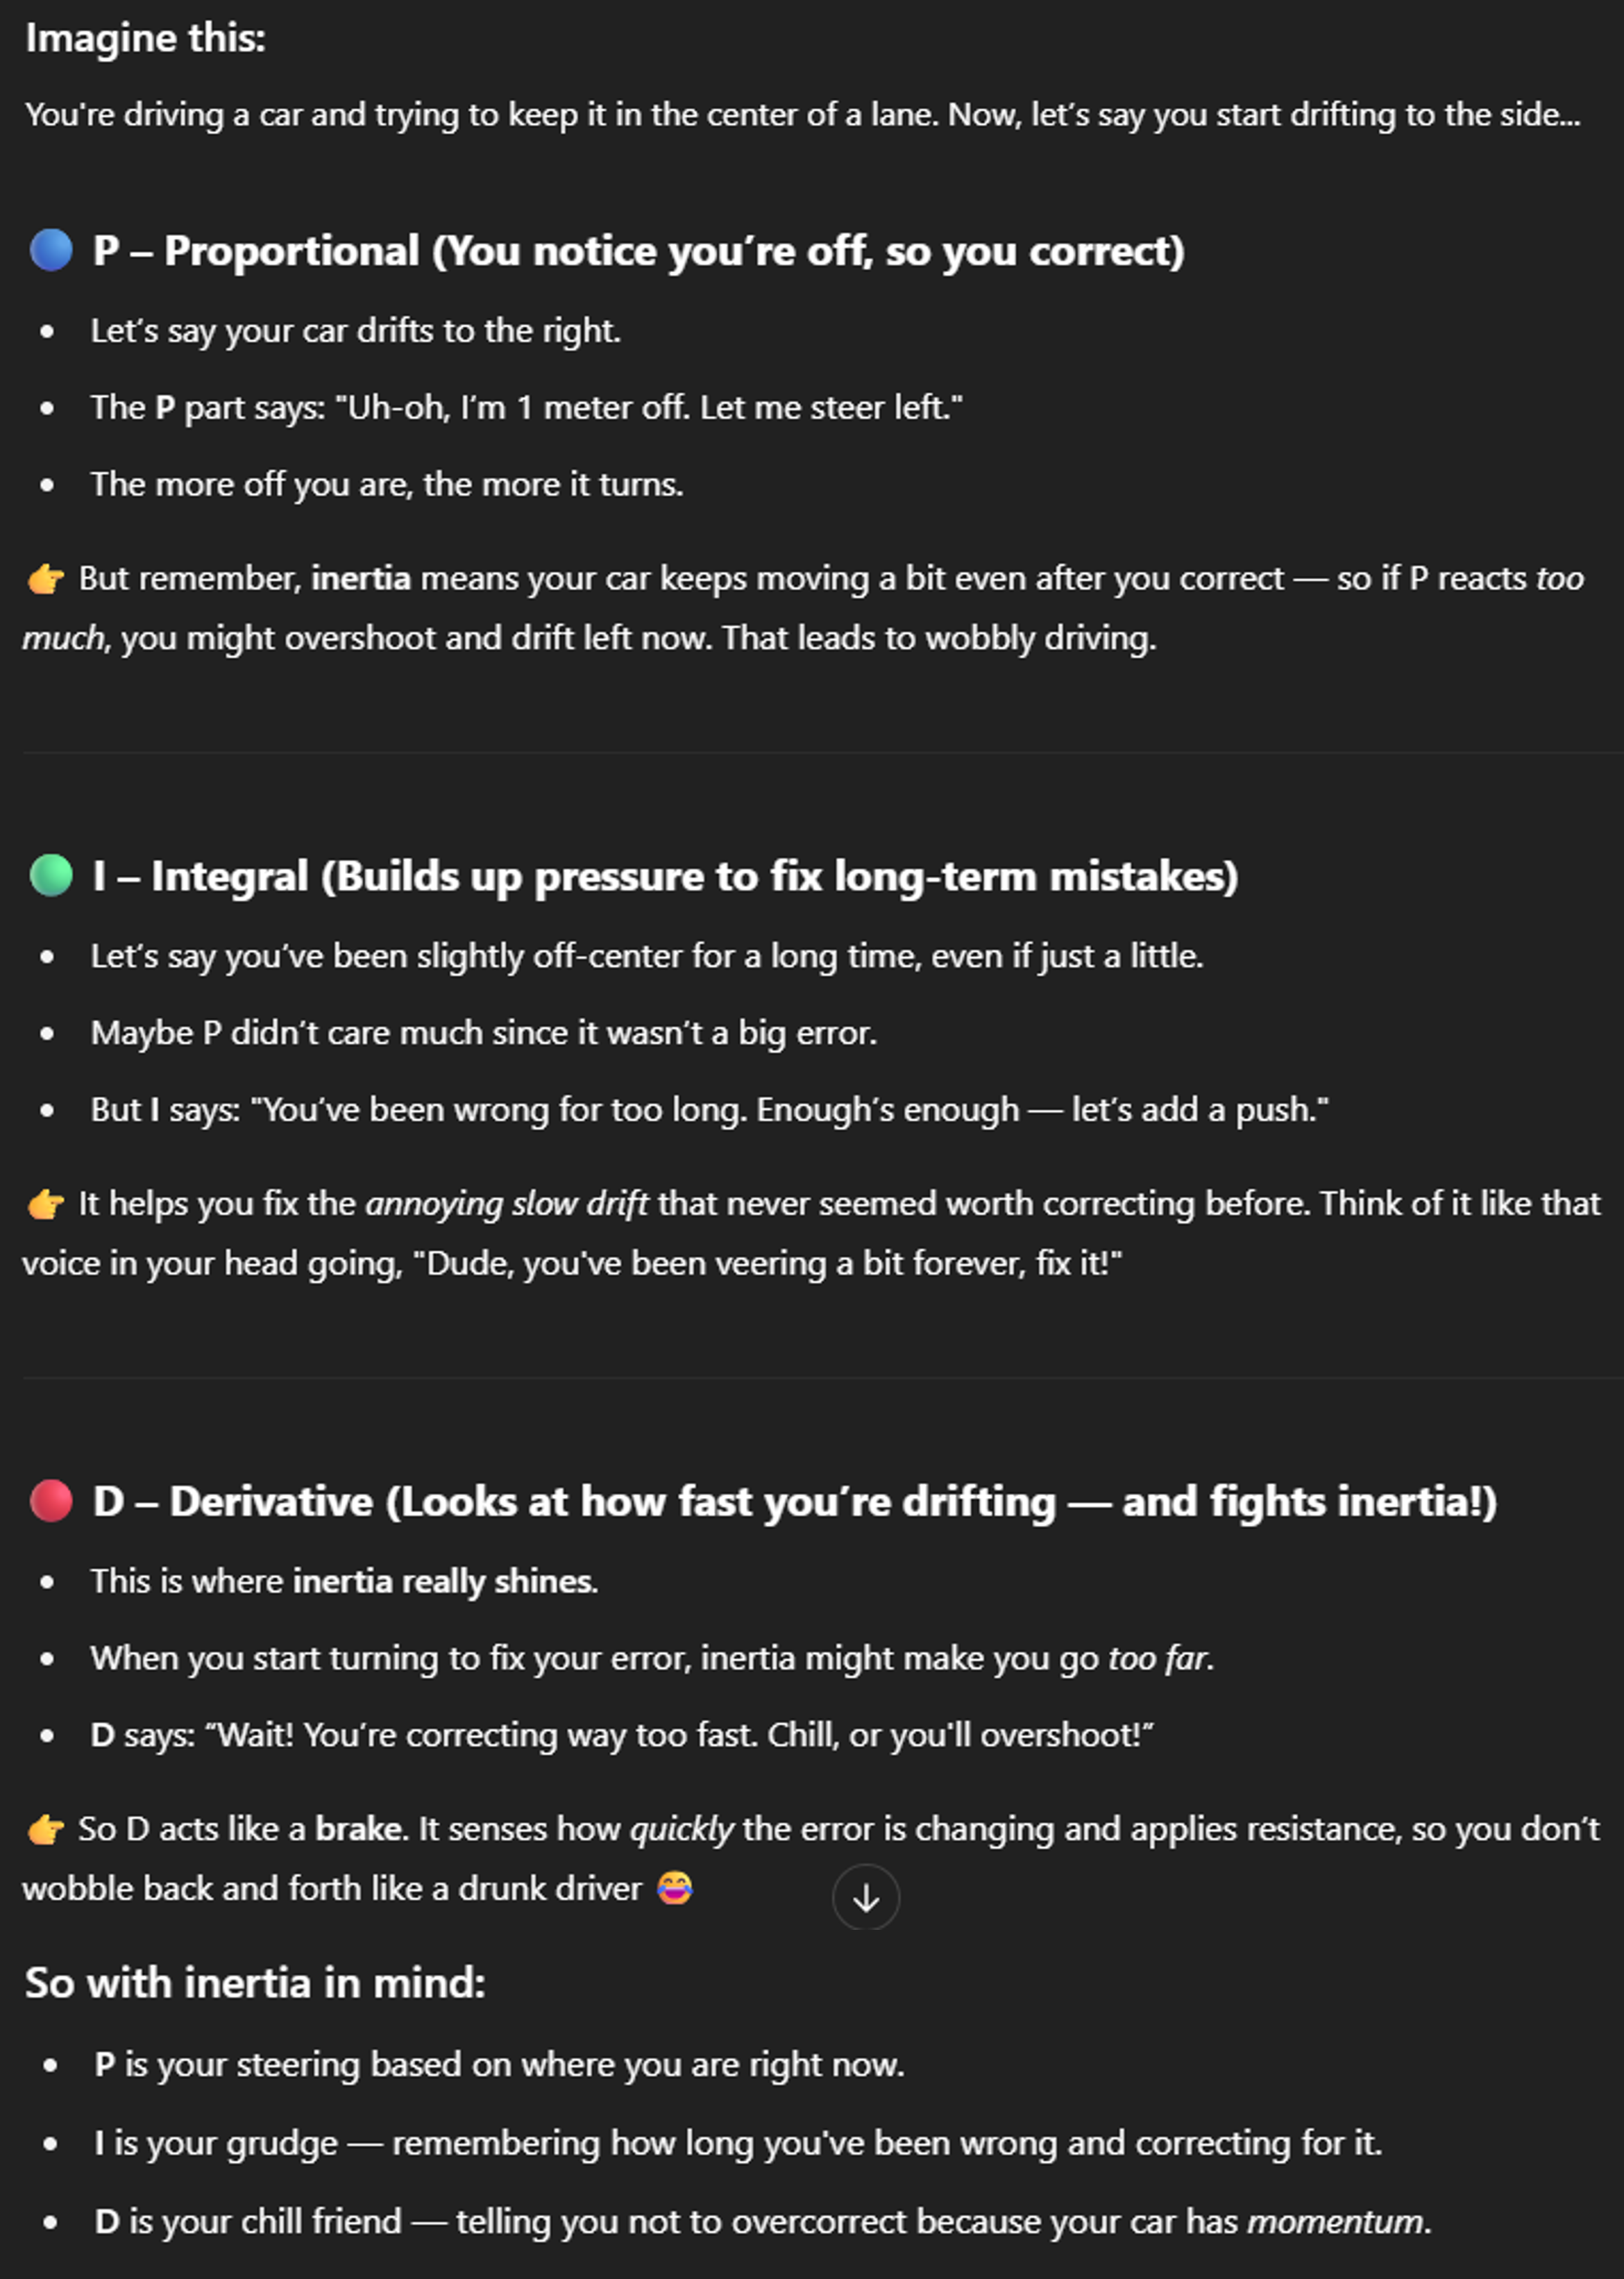 Imagine this:
You're driving a car and trying to keep it in the center of a lane. Now, let’s say you start drifting to the side...
🔵 P – Proportional (You notice you’re off, so you correct)
• Let’s say your car drifts to the right.
• The P part says: "Uh-oh, I’m 1 meter off. Let me steer left."
• The more off you are, the more it turns.
👉 But remember, inertia means your car keeps moving a bit even after you correct — so if P reacts too
much, you might overshoot and drift left now. That leads to wobbly driving.
🟢 I – Integral (Builds up pressure to fix long-term mistakes)
• Let’s say you’ve been slightly off-center for a long time, even if just a little.
• Maybe P didn’t care much since it wasn’t a big error.
• But I says: "You’ve been wrong for too long. Enough’s enough — let’s add a push."
👉 It helps you fix the annoying slow drift that never seemed worth correcting before. Think of it like that
voice in your head going, "Dude, you've been veering a bit forever, fix it!"
🔴 D – Derivative (Looks at how fast you’re drifting — and fights inertia!)
• This is where inertia really shines.
• When you start turning to fix your error, inertia might make you go too far.
• D says: “Wait! You’re correcting way too fast. Chill, or you'll overshoot!”
👉 So D acts like a brake. It senses how quickly the error is changing and applies resistance, so you don’t
wobble back and forth like a drunk driver 😂
So with inertia in mind:
• P is your steering based on where you are right now.
• I is your grudge — remembering how long you've been wrong and correcting for it.
• D is your chill friend — telling you not to overcorrect because your car has momentum.